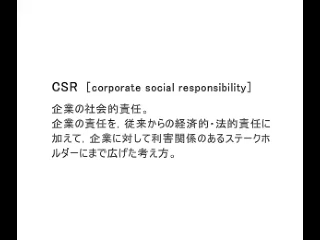 CSR [corporate social responsibility]
企業の社会的責任。
企業の責任を,従来からの経済的・法的責任に
加えて,企業に対して利害関係のあるステークホ
ルダーにまで広げた考え方。